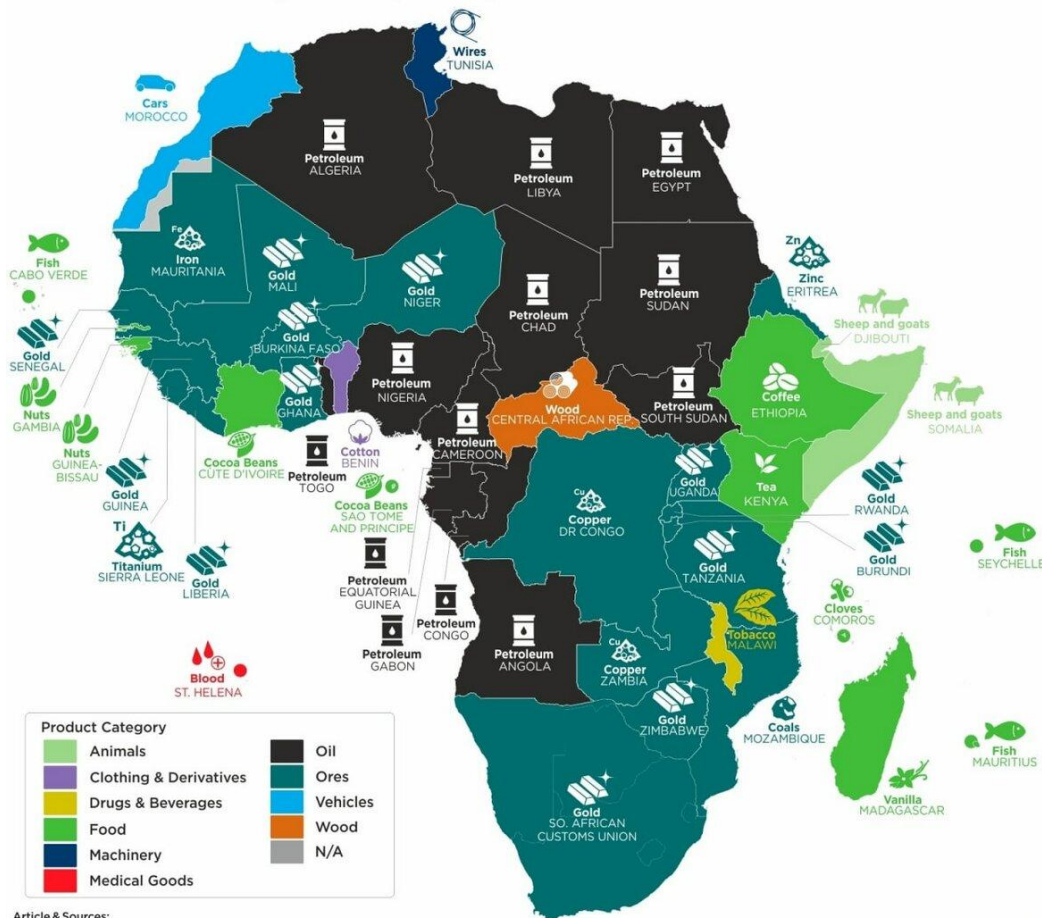 Wires
TUNISIA
Cars
MOROCCO
Petroleum
ALGERIA
Petroleum
LIBYA
Petroleum
EGYPT
Fe
Iron
MAURITANIA
Gold
MALI
Gold
NIGER
Petroleum
CHAD
Petroleum
SUDAN
Zn
Zinc
ERITREA
Fish
CABO VERDE
Gold
SENEGAL
Gold
BURKINA FASO
Sheep and goats
DJIBOUTI
Nuts
GAMBIA
Gold
GHANA
Petroleum
NIGERIA
Wood
CENTRAL AFRICAN REP.
Petroleum
SOUTH SUDAN
Coffee
ETHIOPIA
Sheep and goats
SOMALIA
Nuts
GUINEA-
BISSAU
Cocoa Beans
CÜTE D'IVOIRE
Petroleum
TOGO
Cotton
BENIN
Petroleum
CAMEROON
Gold
UGANDA
Tea
KENYA
Gold
RWANDA
Gold
GUINEA
Cocoa Beans
SAO TOME
AND PRINCIPE
Cu
Copper
DR CONGO
Gold
TANZANIA
Gold
BURUNDI
Fish
SEYCHELLE
Ti
Titanium
SIERRA LEONE
Gold
LIBERIA
Petroleum
EQUATORIAL
GUINEA
Petroleum
CONGO
Petroleum
GABON
Petroleum
ANGOLA
Cu
Copper
ZAMBIA
Tobacco
MALAWI
Cloves
COMOROS
Blood
ST. HELENA
Gold
ZIMBABWE
Coals
MOZAMBIQUE
Fish
MAURITIUS
Vanilla
MADAGASCAR
Gold
SO. AFRICAN
CUSTOMS UNION
Product Category
Animals
Clothing & Derivatives
Drugs & Beverages
Food
Machinery
Medical Goods
Oil
Ores
Vehicles
Wood
N/A
Article & Sources: